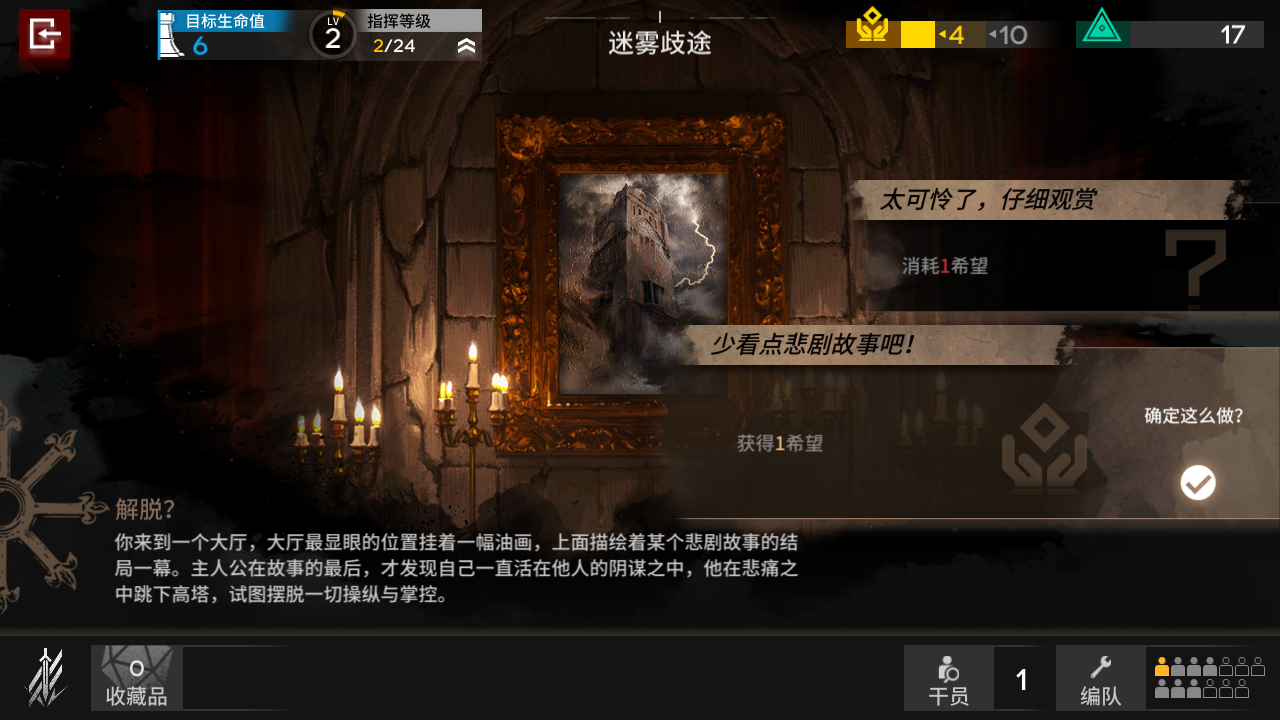 目标生命值
6
LV
2
指挥等级
2/24
迷雾歧途
4
10
17
太可怜了，仔细观赏
消耗1希望
少看点悲剧故事吧！
获得1希望
确定这么做？
解脱？
你来到一个大厅，大厅最显眼的位置挂着一幅油画，上面描绘着某个悲剧故事的结
局一幕。主人公在故事的最后，才发现自己一直活在他人的阴谋之中，他在悲痛之
中跳下高塔，试图摆脱一切操纵与掌控。
0
收藏品
干员
1
编队